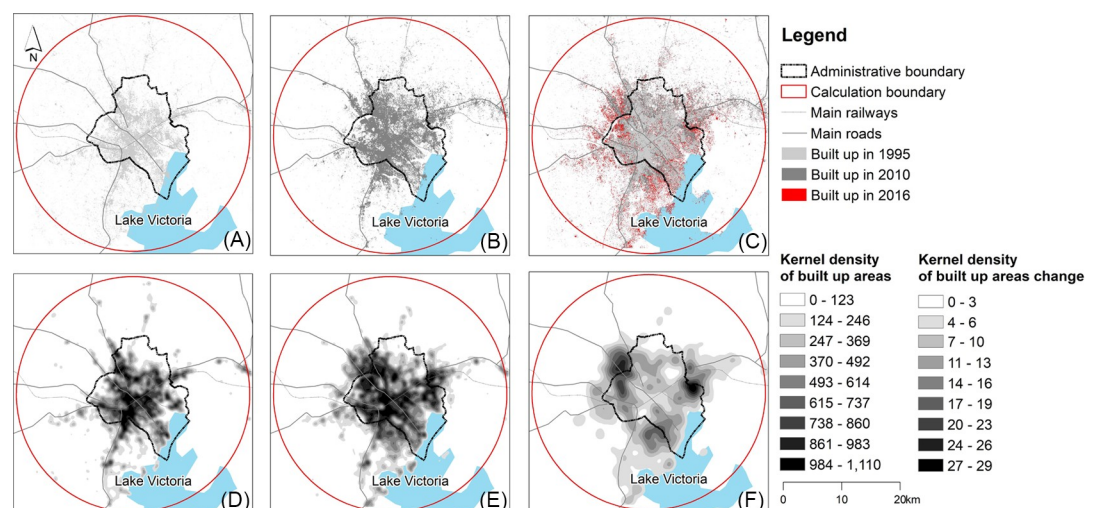 N
Lake Victoria
(A)
Lake Victoria
(B)
Lake Victoria
(C)
Legend
Administrative boundary
Calculation boundary
Main railways
Main roads
Built up in 1995
Built up in 2010
Built up in 2016
Lake Victoria
(D)
Lake Victoria
(E)
Lake Victoria
(F)
Kernel density
of built up areas
0 - 123
124 - 246
247 - 369
370 - 492
493 - 614
615 - 737
738 - 860
861 - 983
984 - 1,110
Kernel density
of built up areas change
0 - 3
4 - 6
7 - 10
11 - 13
14 - 16
17 - 19
20 - 23
24 - 26
27 - 29
0 10 20km